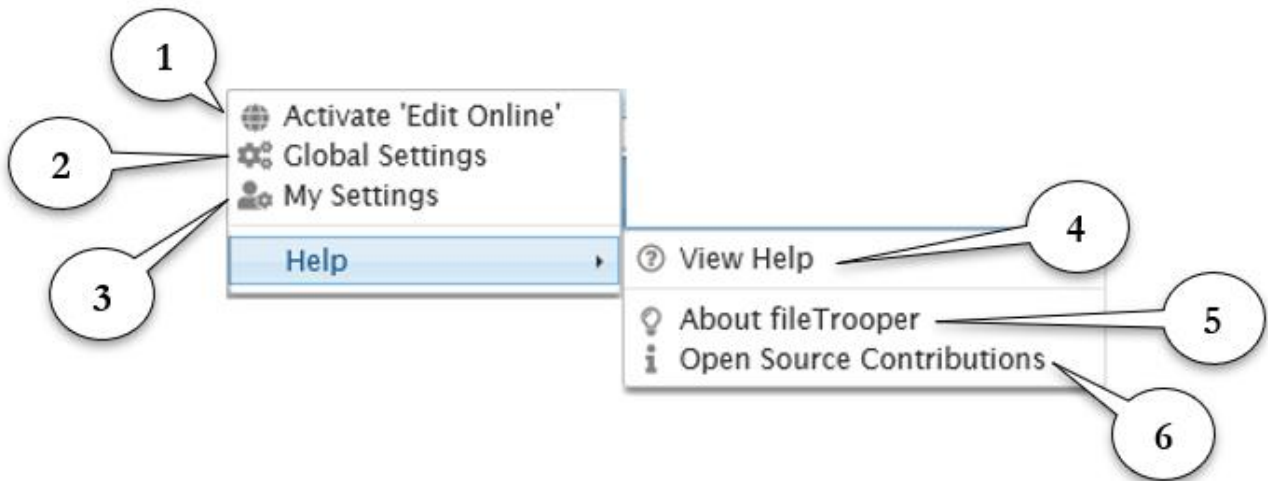 1
Activate 'Edit Online'
2
Global Settings
3
My Settings
Help
4
View Help
5
About fileTrooper
6
Open Source Contributions